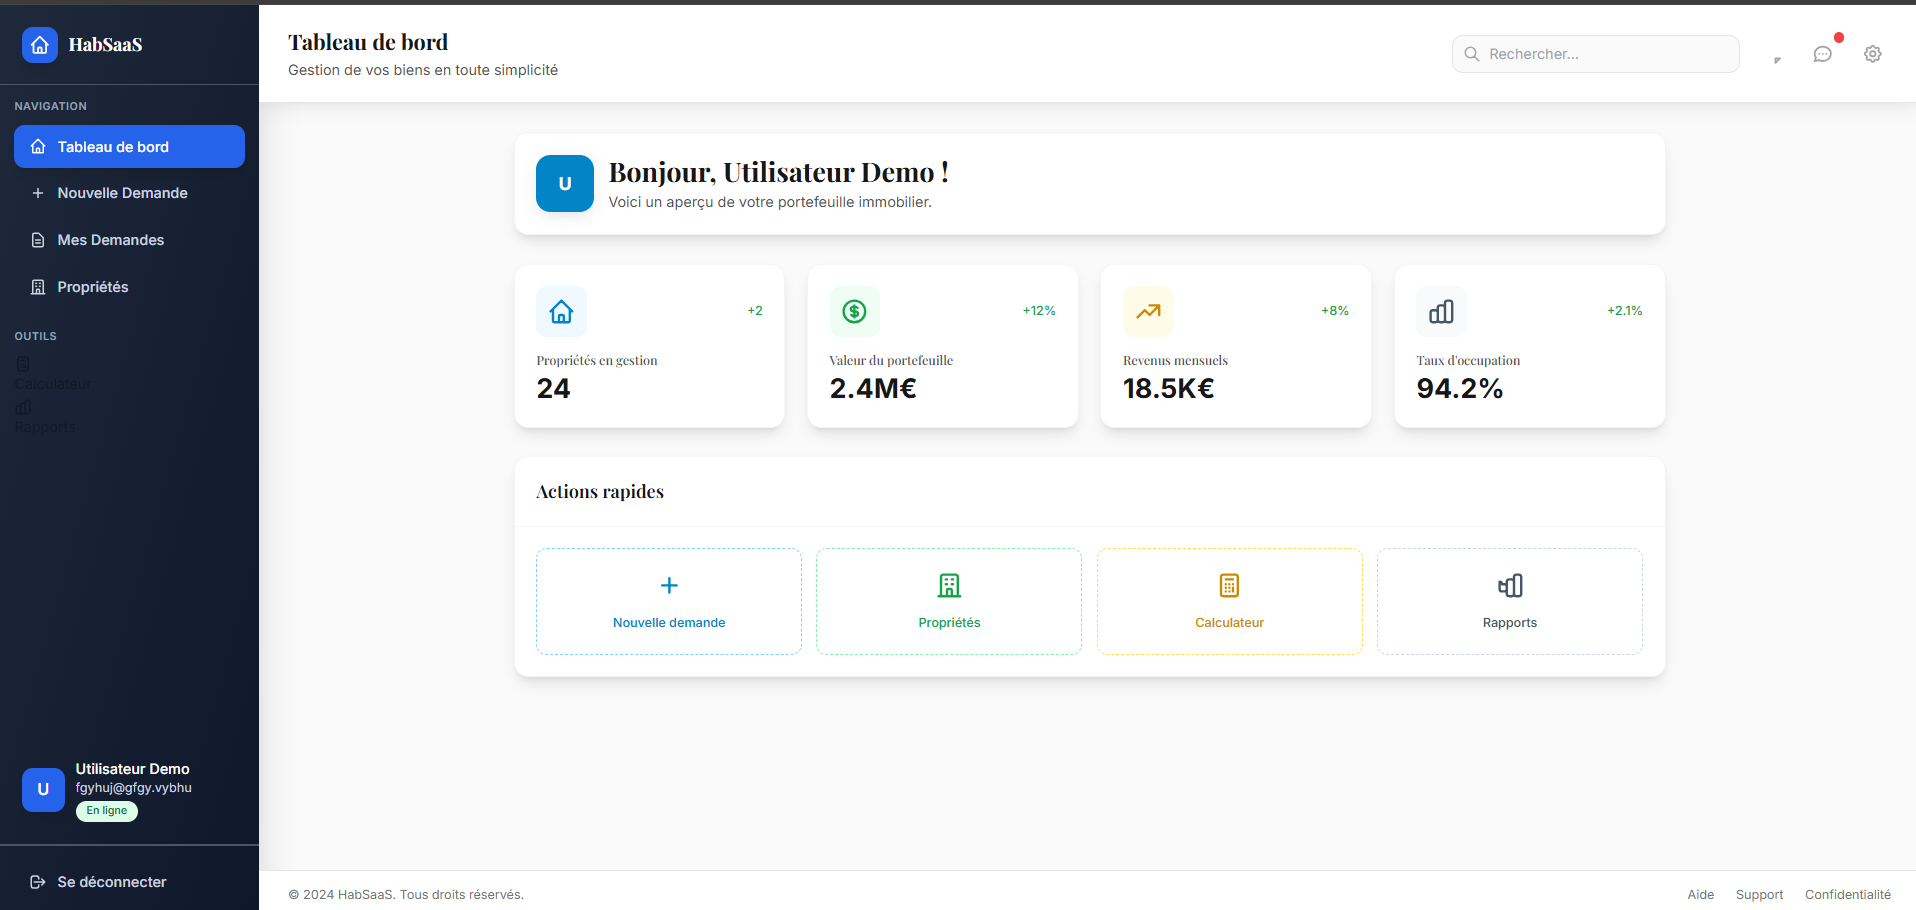 HabSaaS
NAVIGATION
Tableau de bord
Nouvelle Demande
Mes Demandes
Propriétés
OUTILS
Calculateur
Rapports
U
Utilisateur Demo
fgyhuj@gfgy.vybhu
En ligne
Se déconnecter
Tableau de bord
Gestion de vos biens en toute simplicité
Rechercher...
U
Bonjour, Utilisateur Demo !
Voici un aperçu de votre portefeuille immobilier.
+2
Propriétés en gestion
24
+12%
Valeur du portefeuille
2.4M€
+8%
Revenus mensuels
18.5K€
+2.1%
Taux d'occupation
94.2%
Actions rapides
Nouvelle demande
Propriétés
Calculateur
Rapports
© 2024 HabSaaS. Tous droits réservés.
Aide
Support
Confidentialité